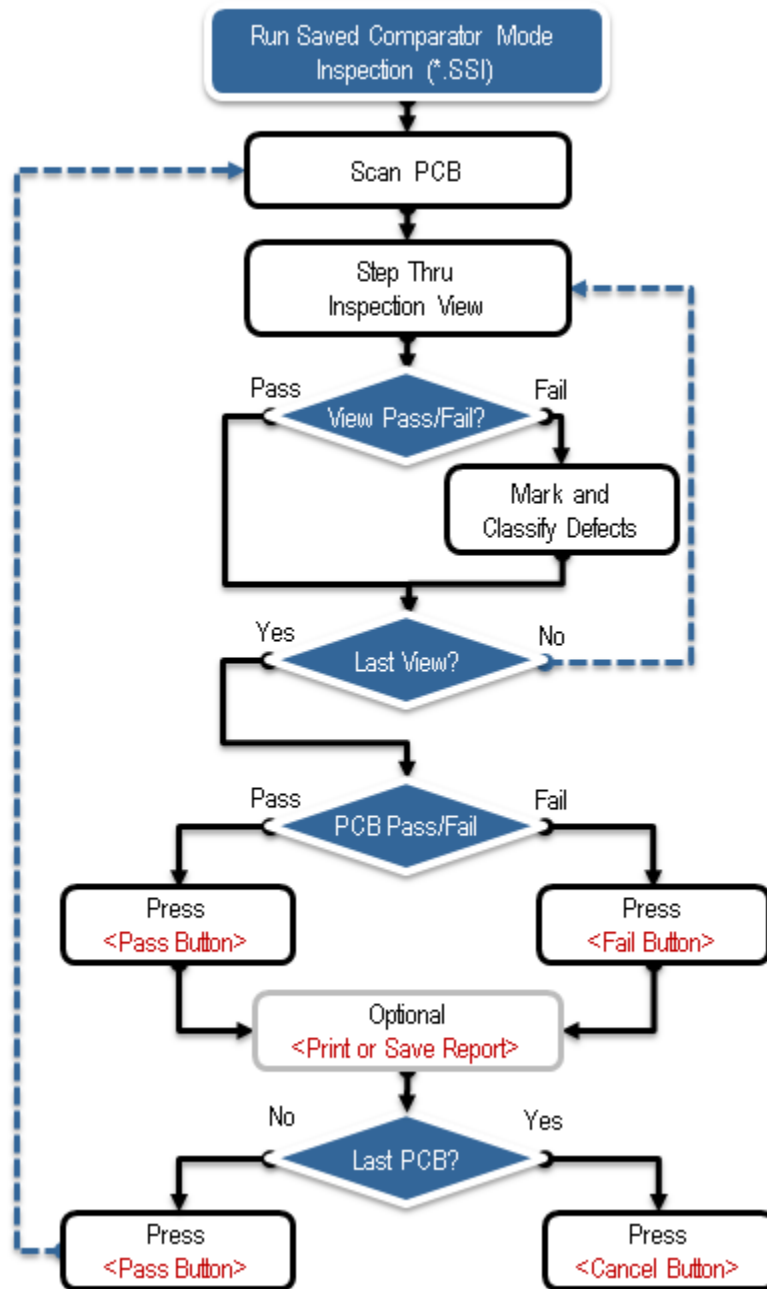 Run Saved Comparator Mode
Inspection (*.SSI)
Scan PCB
Step Thru
Inspection View
Pass
Fail
View Pass/Fail?
Mark and
Classify Defects
Yes
No
Last View?
Pass
Fail
PCB Pass/Fail
Press
<Pass Button>
Press
<Fail Button>
Optional
<Print or Save Report>
No
Yes
Last PCB?
Press
<Pass Button>
Press
<Cancel Button>